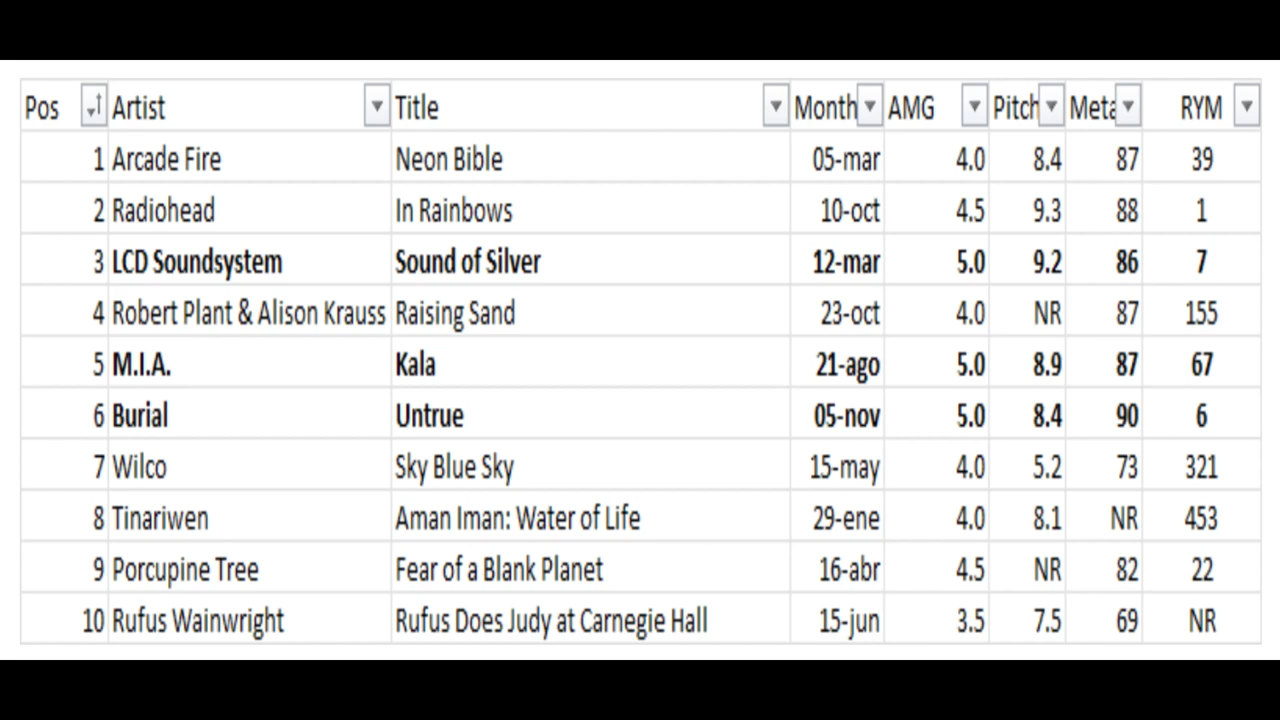 Pos Artist Title Month AMG Pitch Meta RYM
1 Arcade Fire Neon Bible 05-mar 4.0 8.4 87 39
2 Radiohead In Rainbows 10-oct 4.5 9.3 88 1
3 LCD Soundsystem Sound of Silver 12-mar 5.0 9.2 86 7
4 Robert Plant & Alison Krauss Raising Sand 23-oct 4.0 NR 87 155
5 M.I.A. Kala 21-ago 5.0 8.9 87 67
6 Burial Untrue 05-nov 5.0 8.4 90 6
7 Wilco Sky Blue Sky 15-may 4.0 5.2 73 321
8 Tinariwen Aman Iman: Water of Life 29-ene 4.0 8.1 NR 453
9 Porcupine Tree Fear of a Blank Planet 16-abr 4.5 NR 82 22
10 Rufus Wainwright Rufus Does Judy at Carnegie Hall 15-jun 3.5 7.5 69 NR